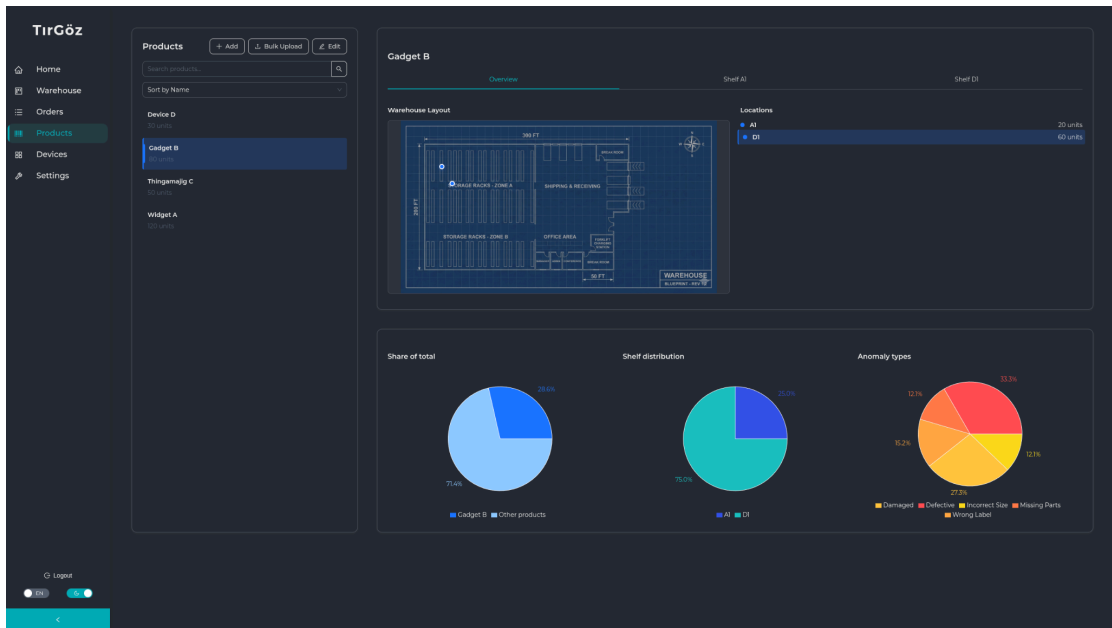 TırGöz
Home
Warehouse
Orders
Products
Devices
Settings
Logout
EN
Products
+ Add
Bulk Upload
Edit
Search products...
Sort by Name
Device D
30 units
Gadget B
80 units
Thingamajig C
50 units
Widget A
120 units
Gadget B
Overview
Shelf A1
Shelf D1
Warehouse Layout
380 FT
250 FT
STORAGE RACKS - ZONE A
SHIPPING & RECEIVING
STORAGE RACKS - ZONE B
OFFICE AREA
50 FT
WAREHOUSE
Locations
A1
20 units
D1
60 units
Share of total
28.6%
71.4%
Gadget B
Other products
Shelf distribution
25.0%
75.0%
A1
D1
Anomaly types
33.3%
12.1%
15.2%
27.3%
12.1%
Damaged
Defective
Incorrect Size
Missing Parts
Wrong Label